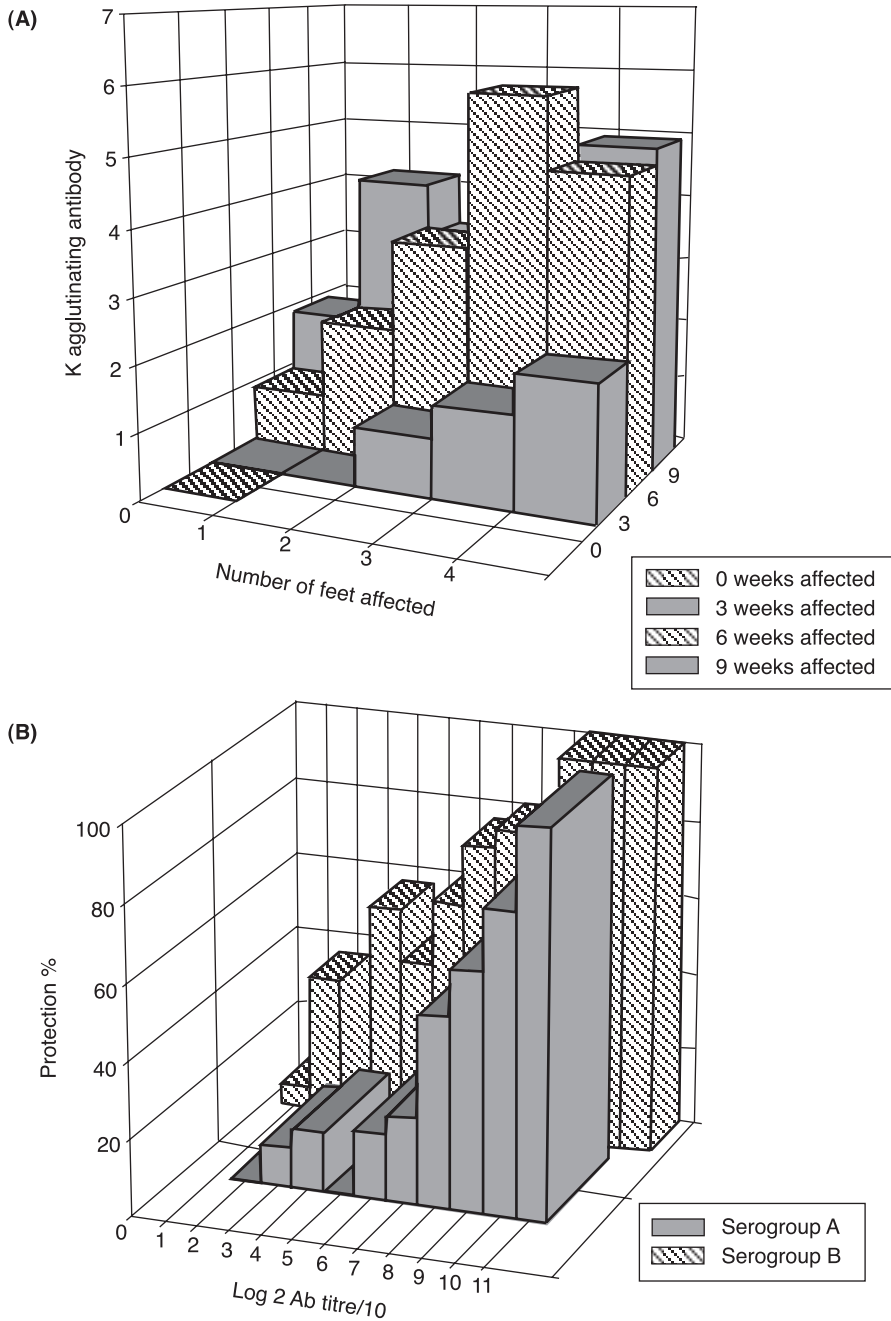 (A)
7
6
5
4
3
2
1
0
K agglutinating antibody
1
2
3
4
Number of feet affected
0
3
6
9
0 weeks affected
3 weeks affected
6 weeks affected
9 weeks affected
(B)
100
80
60
40
20
0
Protection %
1
2
3
4
5
6
7
8
9
10
11
Log 2 Ab titre/10
Serogroup A
Serogroup B